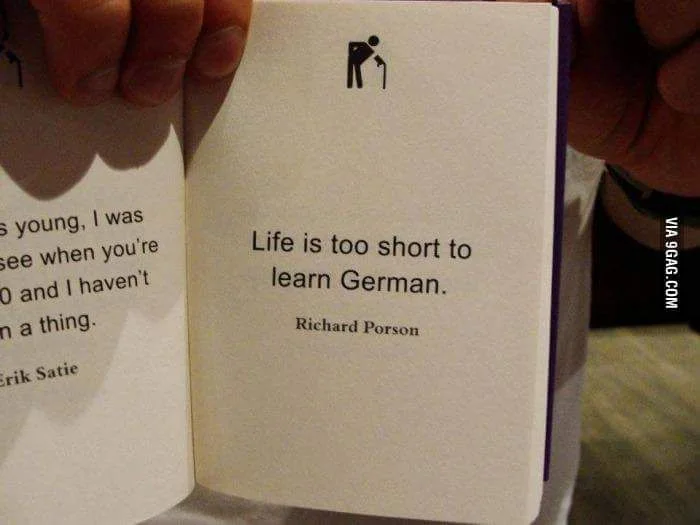 young, I was
see when you're
0 and I haven't
a thing.
Erik Satie
Life is too short to
learn German.
Richard Porson
VIA 9GAG.COM